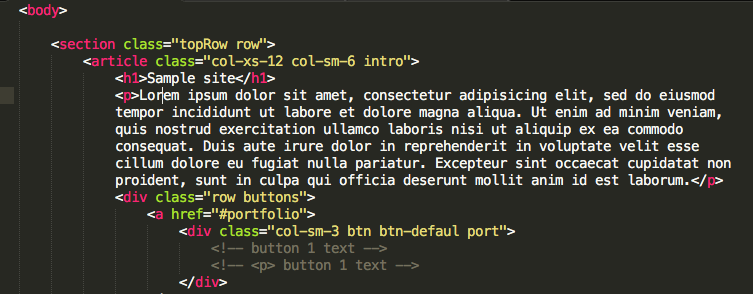 <body>
<section class="topRow row">
<article class="col-xs-12 col-sm-6 intro">
<h1>Sample site</h1>
<p>Lorem ipsum dolor sit amet, consectetur adipisicing elit, sed do eiusmod
tempor incididunt ut labore et dolore magna aliqua. Ut enim ad minim veniam,
quis nostrud exercitation ullamco laboris nisi ut aliquip ex ea commodo
consequat. Duis aute irure dolor in reprehenderit in voluptate velit esse
cillum dolore eu fugiat nulla pariatur. Excepteur sint occaecat cupidatat non
proident, sunt in culpa qui officia deserunt mollit anim id est laborum.</p>
<div class="row buttons">
<a href="#portfolio">
<div class="col-sm-3 btn btn-defaul port">
<!-- button 1 text -->
<!-- <p> button 1 text -->
</div>